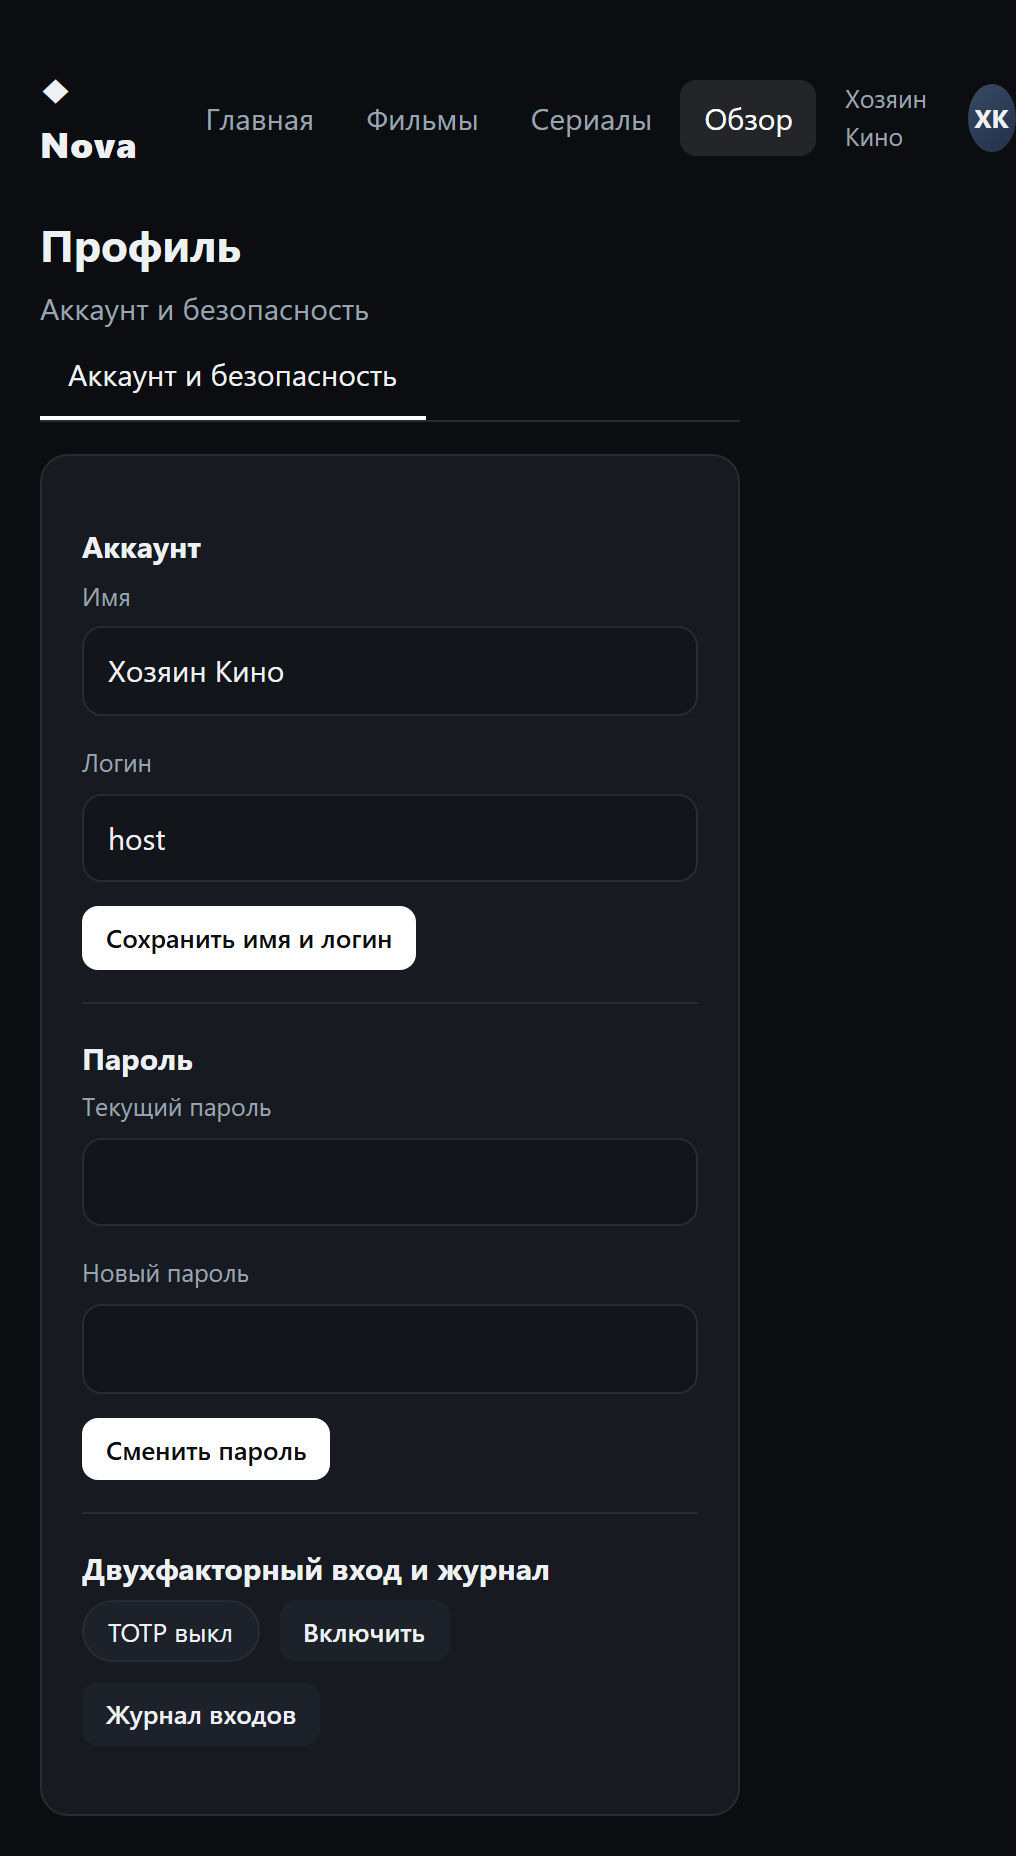 Nova
Главная
Фильмы
Сериалы
Обзор
Хозяин
Кино
ХК
Профиль
Аккаунт и безопасность
Аккаунт и безопасность
Аккаунт
Имя
Хозяин Кино
Логин
host
Сохранить имя и логин
Пароль
Текущий пароль
Новый пароль
Сменить пароль
Двухфакторный вход и журнал
TOTP выкл
Включить
Журнал входов